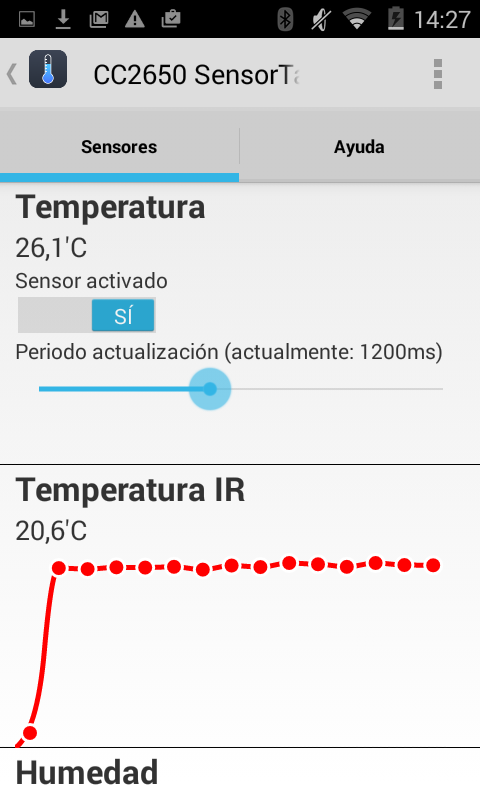 14:27
CC2650 SensorTa
Sensores
Ayuda
Temperatura
26,1'C
Sensor activado
SÍ
Periodo actualización (actualmente: 1200ms)
Temperatura IR
20,6'C
Humedad